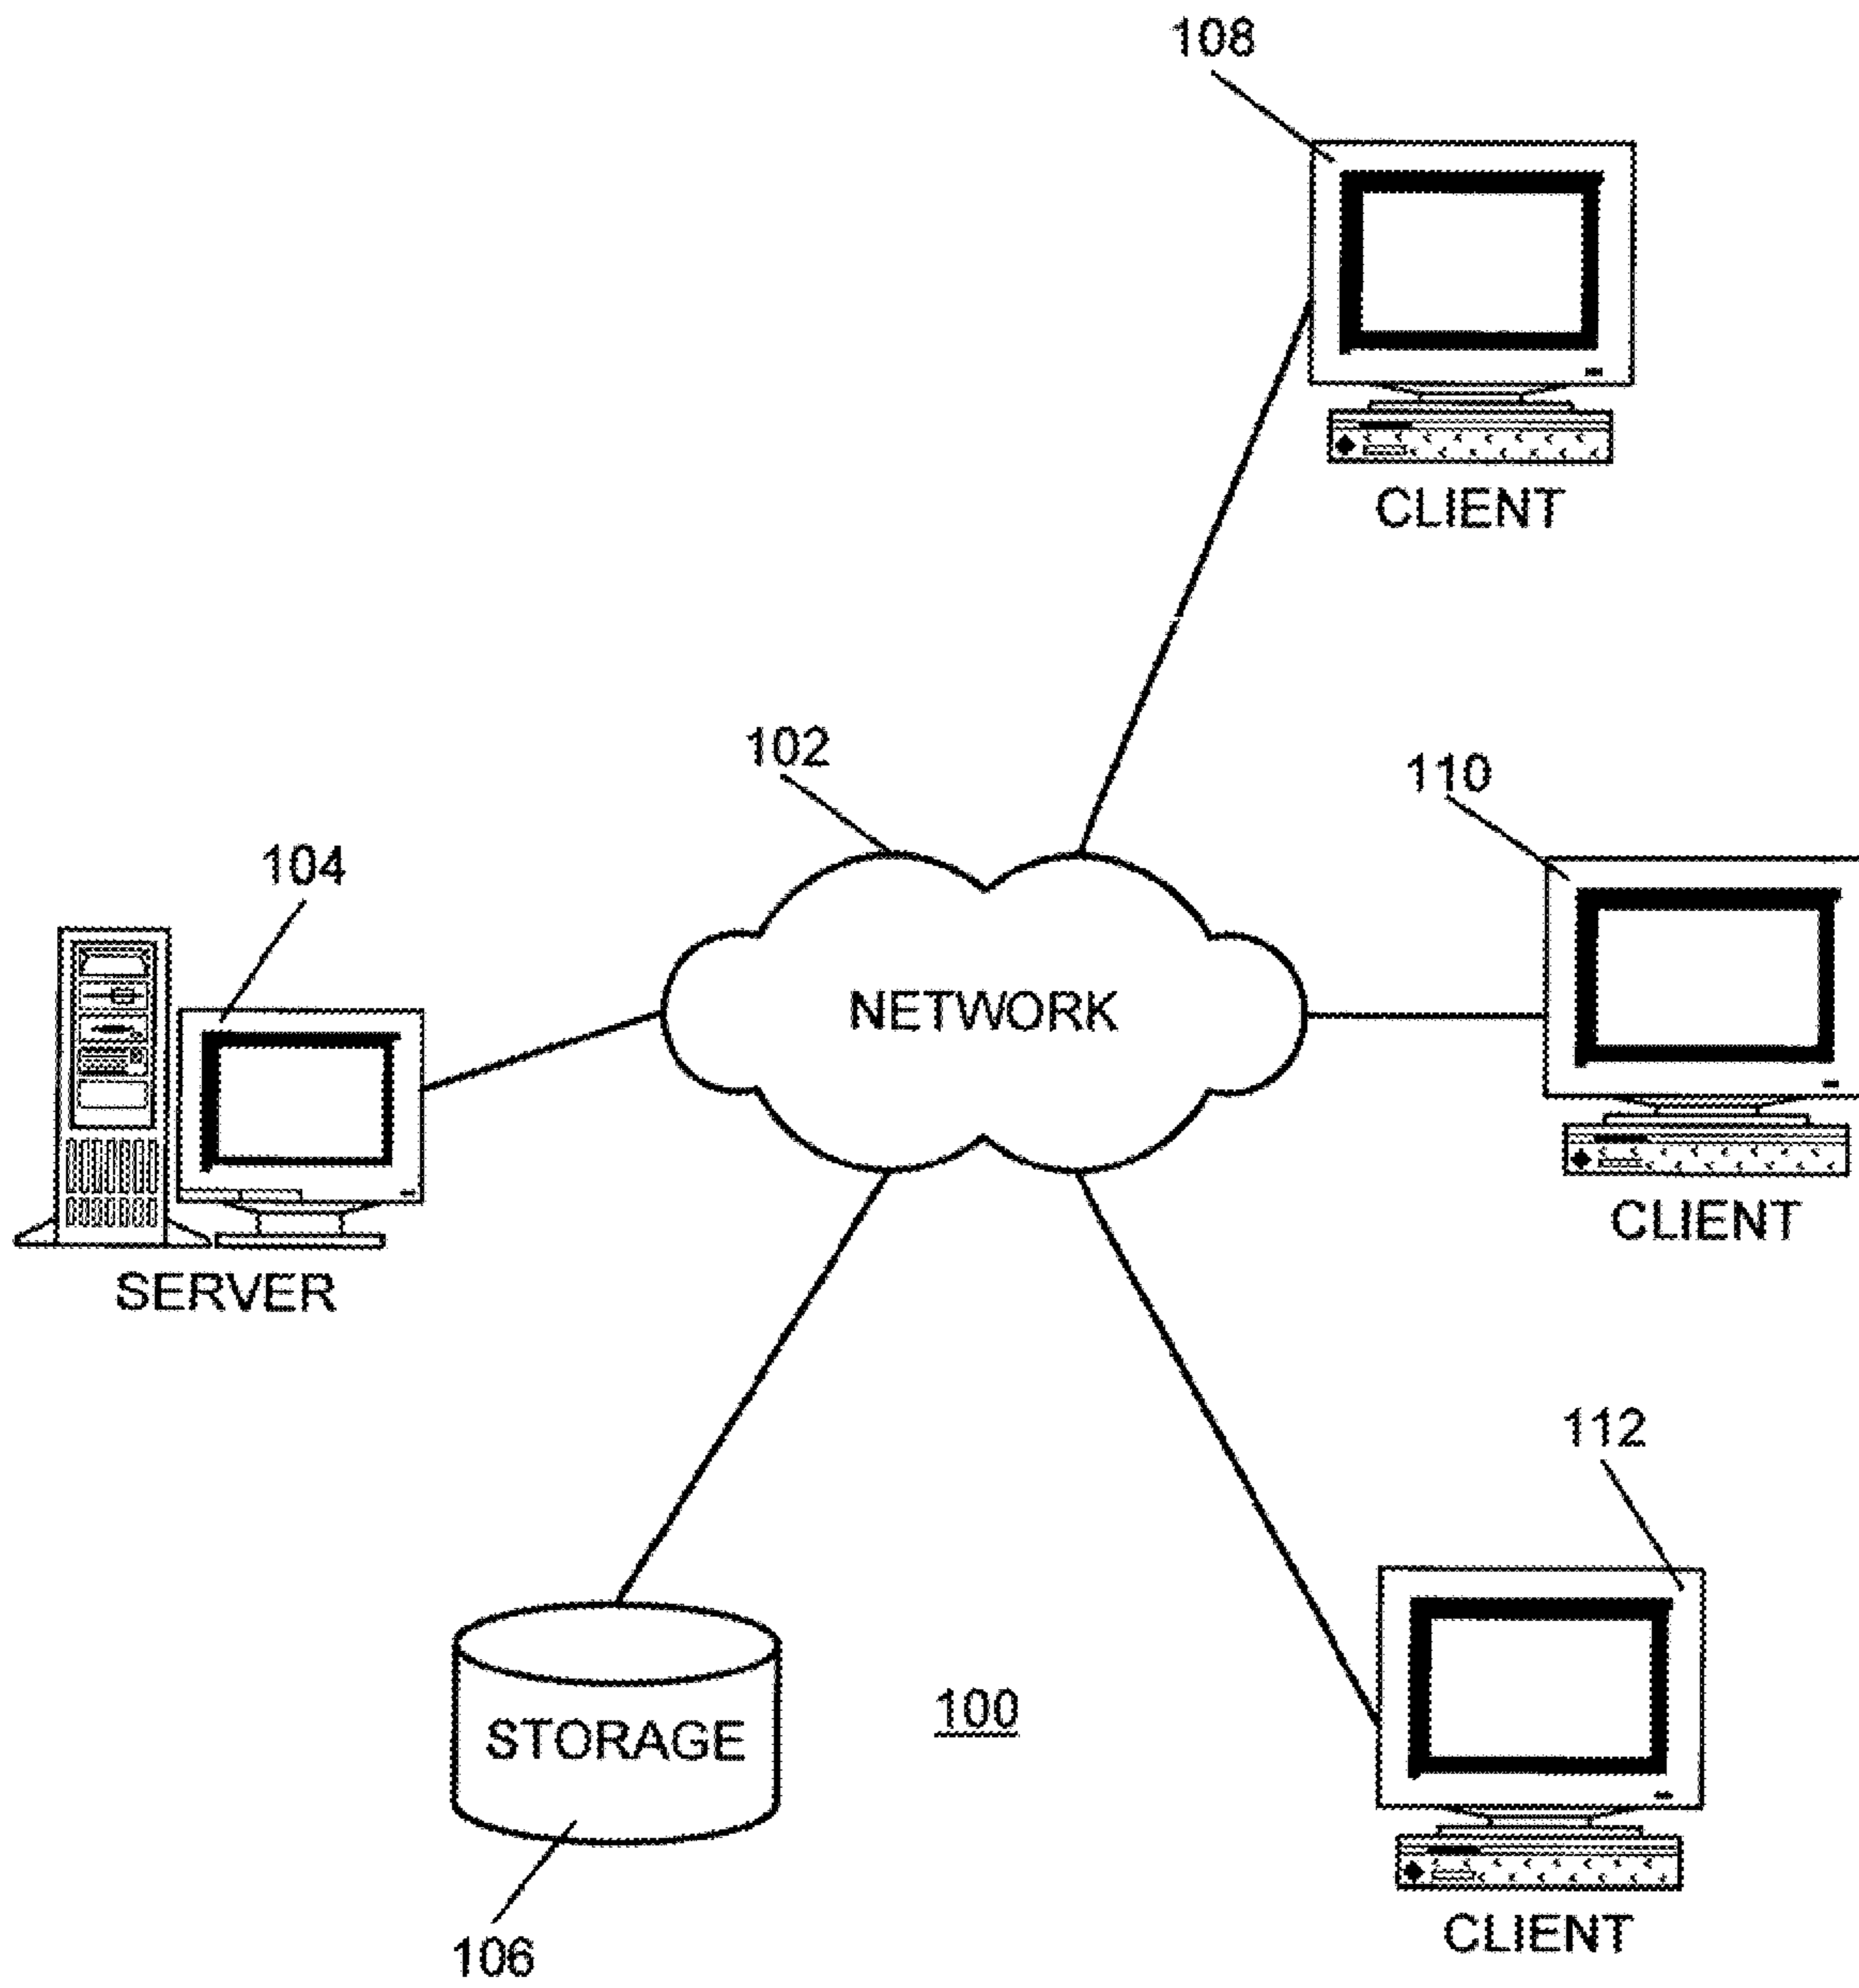 108
CLIENT
102
110
104
NETWORK
CLIENT
SERVER
112
STORAGE
100
106
CLIENT